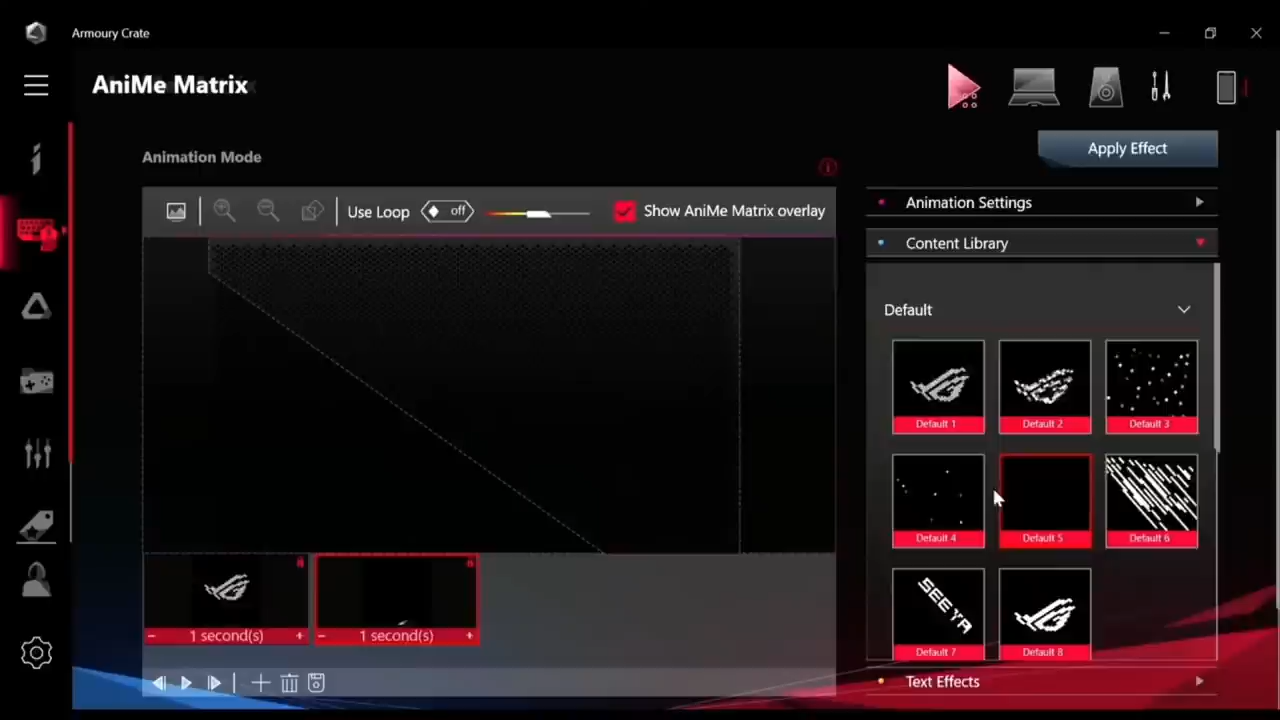 Armoury Crate
AniMe Matrix
Animation Mode
Apply Effect
Use Loop off Show AniMe Matrix overlay
Animation Settings
Content Library
Default
Default 1 Default 2 Default 3
Default 4 Default 5 Default 6
SEEYA
Default 7 Default 8
- 1 second(s) + - 1 second(s) +
Text Effects